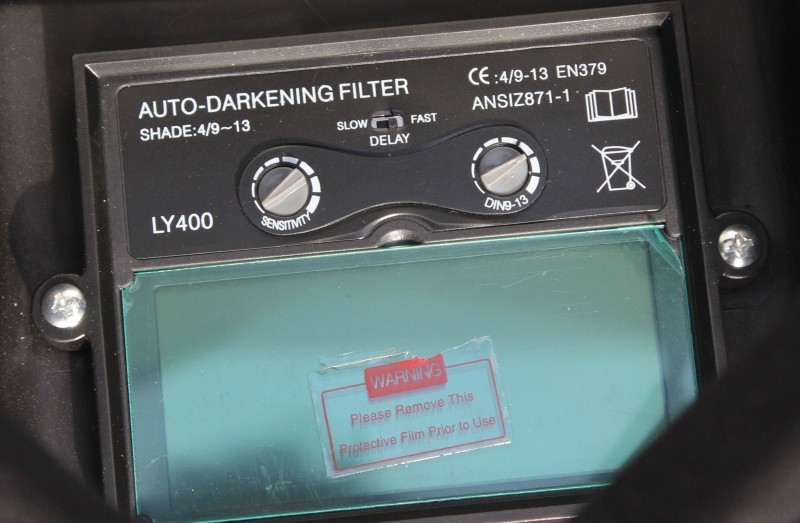 AUTO-DARKENING FILTER
SHADE:4/9~13
SLOW FAST
DELAY
CE:4/9-13 EN379
ANSIZ871-1
SENSITIVITY
DIN9-13
LY400
WARNING
Please Remove This
Protective Film Prior to Use